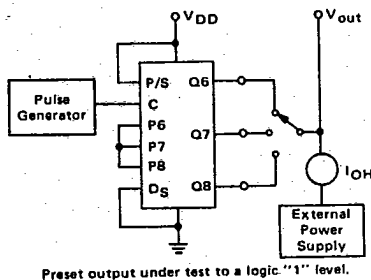 VDD
Vout
P/S
Q6
Pulse
Generator
C
P6
P7
Q7
P8
DS
Q8
IOH
External
Power
Supply
Preset output under test to a logic "1" level.